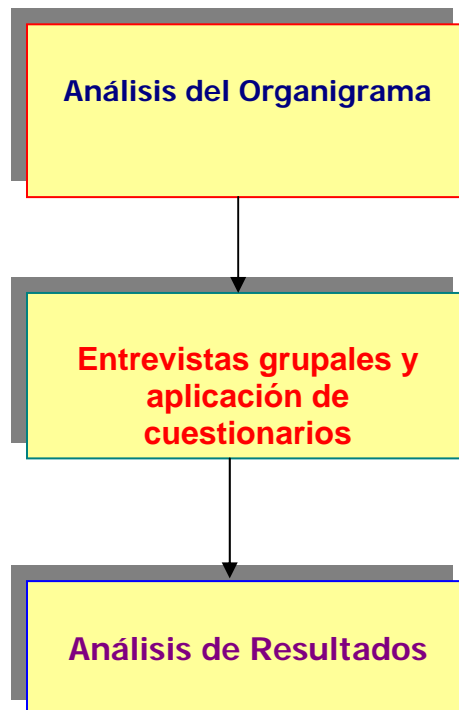 Análisis del Organigrama
Entrevistas grupales y
aplicación de
cuestionarios
Análisis de Resultados